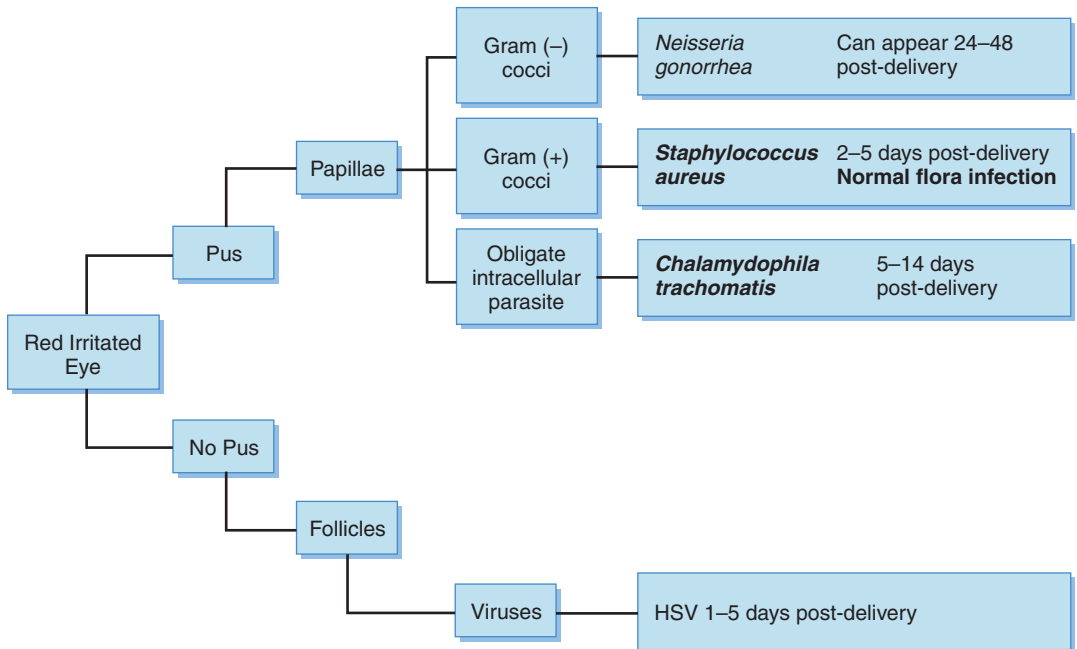 Gram (–)
cocci
Neisseria
gonorrhea
Can appear 24–48
post-delivery
Papillae
Gram (+)
cocci
Staphylococcus
aureus
2–5 days post-delivery
Normal flora infection
Pus
Obligate
intracellular
parasite
Chalamydophila
trachomatis
5–14 days
post-delivery
Red Irritated
Eye
No Pus
Follicles
Viruses
HSV 1–5 days post-delivery